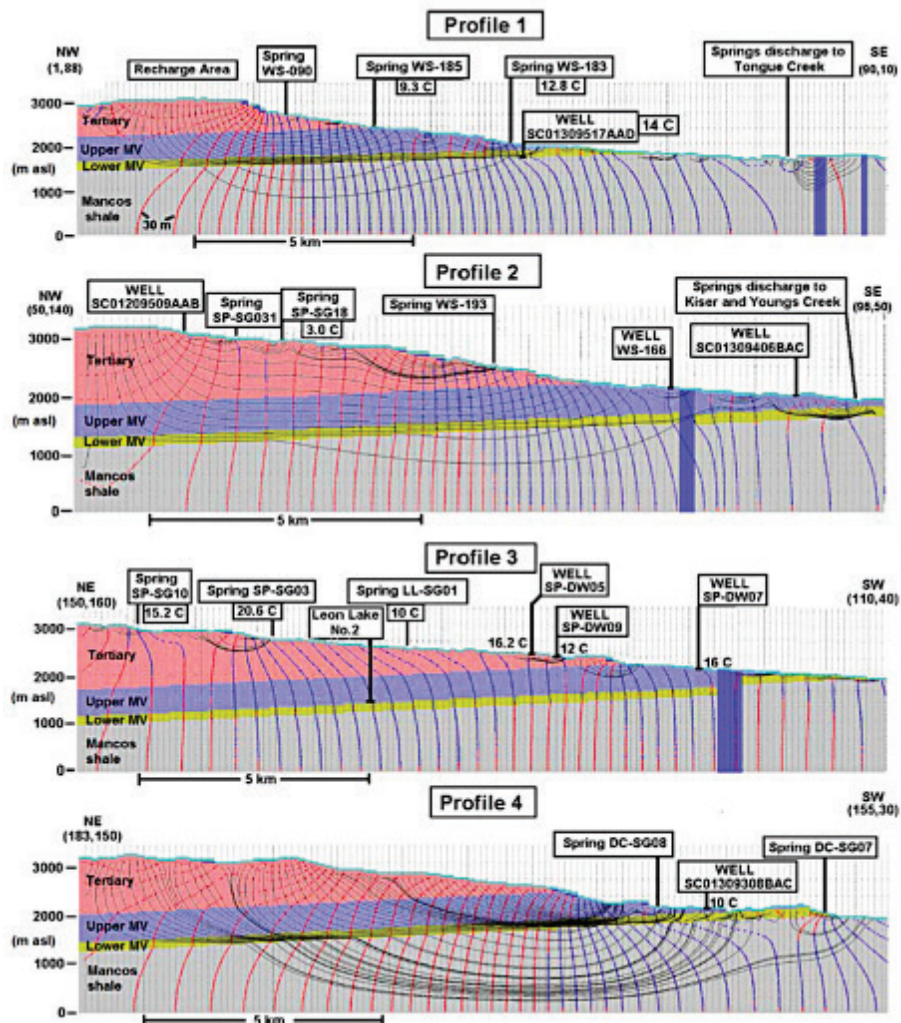 Profile 1
NW
(1,88)
Recharge Area
Spring
WS-090
Spring WS-185
9.3 C
Spring WS-183
12.8 C
WELL
SC01309517AAD
14 C
Springs discharge to
Tongue Creek
SE
(90,10)
3000
2000
(m asl)
1000
0
Tertiary
Upper MV
Lower MV
Mancos
shale
30 m
5 km
Profile 2
NW
(50,140)
WELL
SC01209509AAB
Spring
SP-SG031
Spring
SP-SG18
3.0 C
Spring WS-193
WELL
WS-166
WELL
SC01309406BAC
Springs discharge to
Kiser and Youngs Creek
SE
(95,50)
3000
2000
(m asl)
1000
0
Tertiary
Upper MV
Lower MV
Mancos
shale
5 km
Profile 3
NE
(150,160)
Spring
SP-SG10
15.2 C
Spring SP-SG03
20.6 C
Leon Lake
No.2
Spring LL-SG01
10 C
WELL
SP-DW05
16.2 C
WELL
SP-DW09
12 C
WELL
SP-DW07
16 C
SW
(110,40)
3000
2000
(m asl)
1000
0
Tertiary
Upper MV
Lower MV
Mancos
shale
5 km
Profile 4
NE
(183,150)
Spring DC-SG08
WELL
SC01309308BAC
10 C
Spring DC-SG07
SW
(155,30)
3000
2000
(m asl)
1000
0
Tertiary
Upper MV
Lower MV
Mancos
shale
5 km